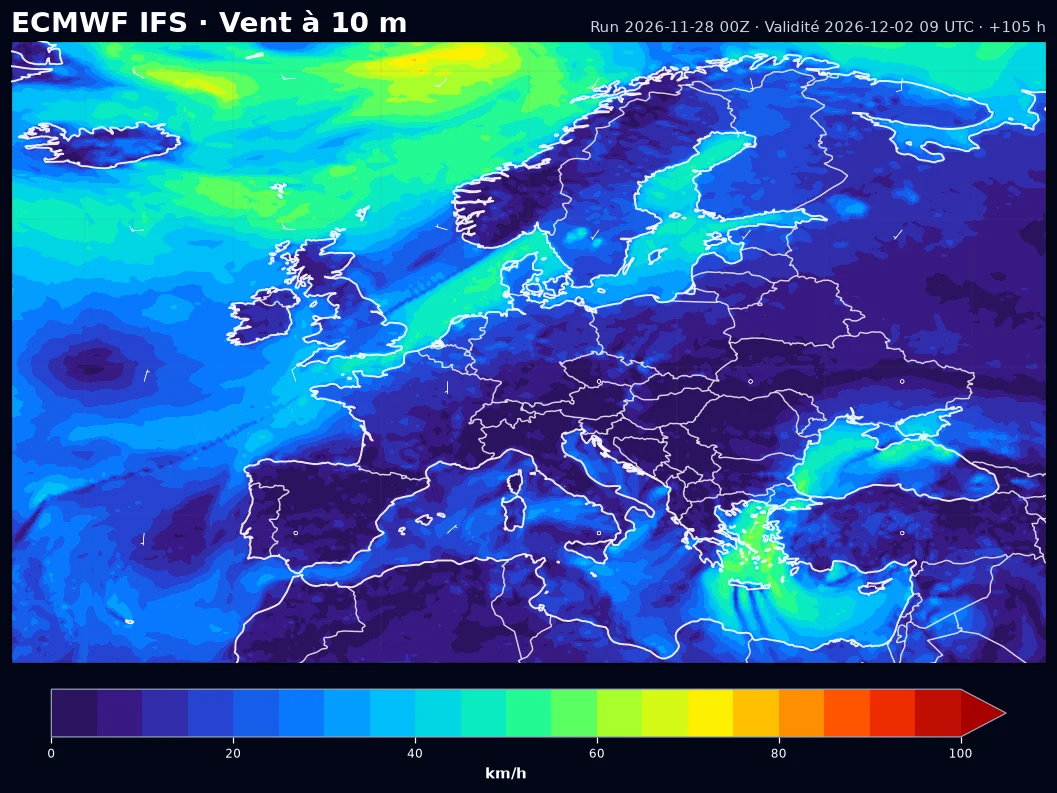 ECMWF IFS · Vent à 10 m
Run 2026-11-28 00Z · Validité 2026-12-02 09 UTC · +105 h
0 20 40 60 80 100
km/h